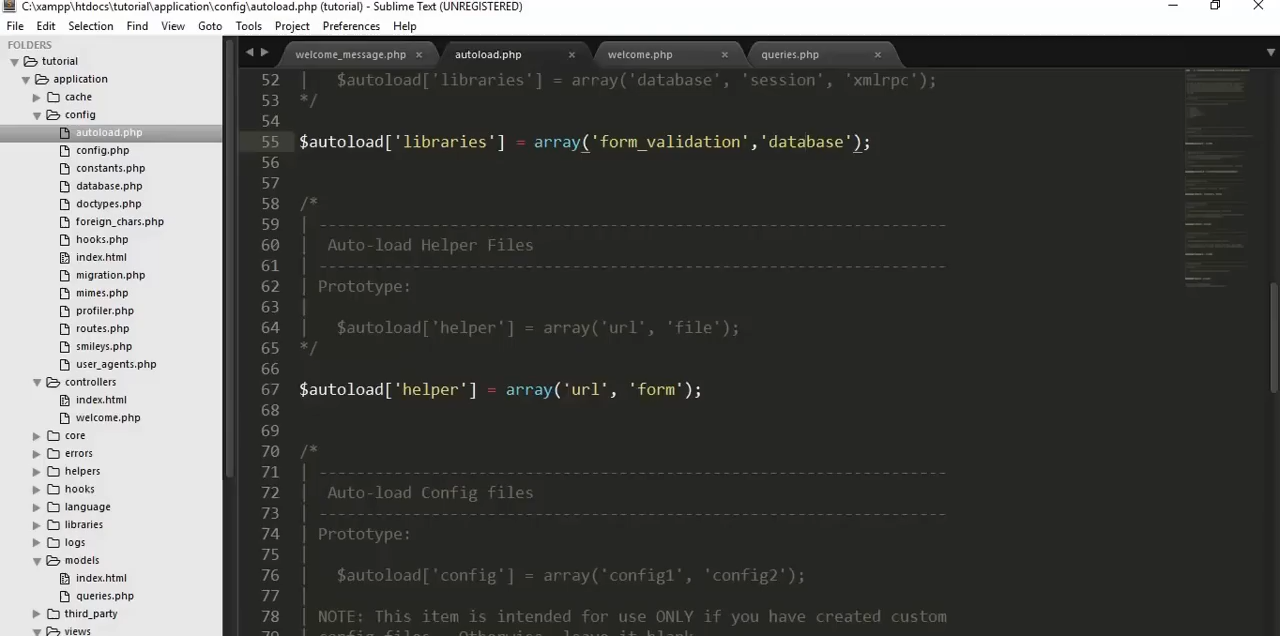 C:\xampp\htdocs\tutorial\application\config\autoload.php (tutorial) - Sublime Text (UNREGISTERED)
File Edit Selection Find View Goto Tools Project Preferences Help
FOLDERS
tutorial
application
cache
config
autoload.php
config.php
constants.php
database.php
doctypes.php
foreign_chars.php
hooks.php
index.html
migration.php
mimes.php
profiler.php
routes.php
smileys.php
user_agents.php
controllers
index.html
welcome.php
core
errors
helpers
hooks
language
libraries
logs
models
index.html
queries.php
third_party
views
welcome_message.php × autoload.php × welcome.php × queries.php ×
52 | $autoload['libraries'] = array('database', 'session', 'xmlrpc');
53 */
54
55 $autoload['libraries'] = array('form_validation','database');
56
57
58 /*
59 | -------------------------------------------------------------------
60 | Auto-load Helper Files
61 | -------------------------------------------------------------------
62 | Prototype:
63 |
64 | $autoload['helper'] = array('url', 'file');
65 */
66
67 $autoload['helper'] = array('url', 'form');
68
69
70 /*
71 | -------------------------------------------------------------------
72 | Auto-load Config files
73 | -------------------------------------------------------------------
74 | Prototype:
75 |
76 | $autoload['config'] = array('config1', 'config2');
77 |
78 | NOTE: This item is intended for use ONLY if you have created custom
79 | config files. Otherwise, leave it blank.